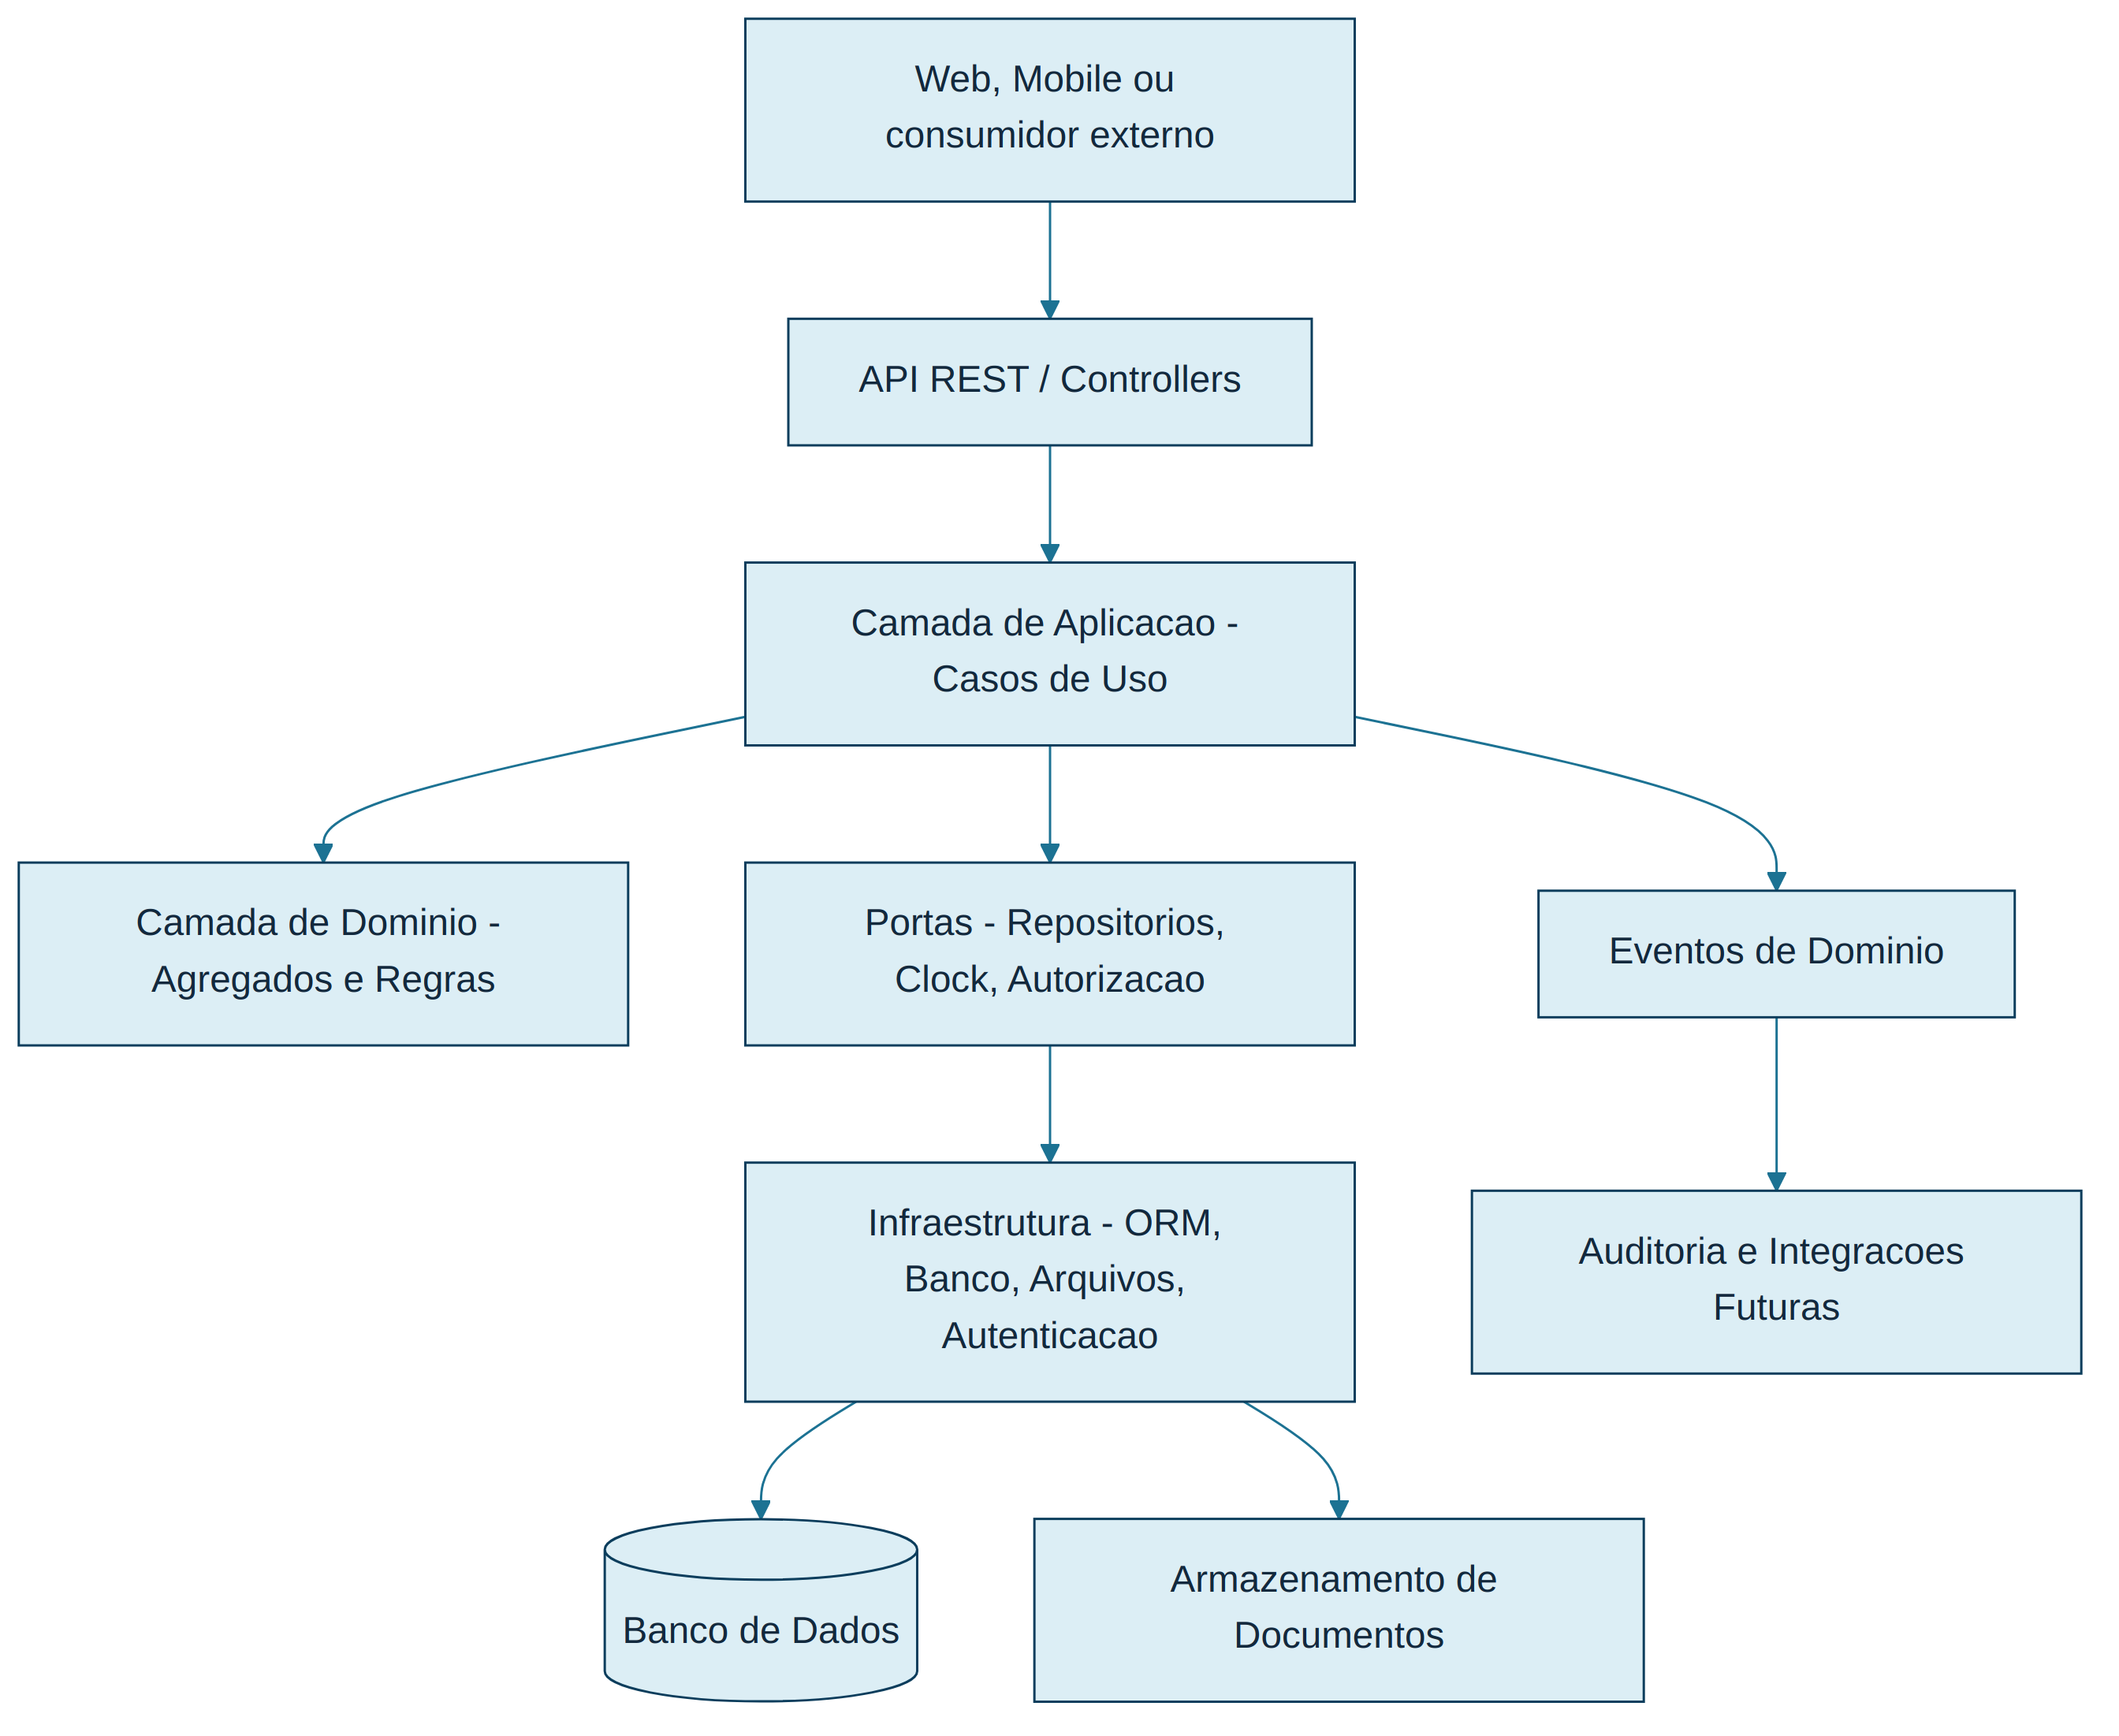 Web, Mobile ou
consumidor externo
API REST / Controllers
Camada de Aplicacao -
Casos de Uso
Camada de Dominio -
Agregados e Regras
Portas - Repositorios,
Clock, Autorizacao
Eventos de Dominio
Infraestrutura - ORM,
Banco, Arquivos,
Autenticacao
Auditoria e Integracoes
Futuras
Banco de Dados
Armazenamento de
Documentos